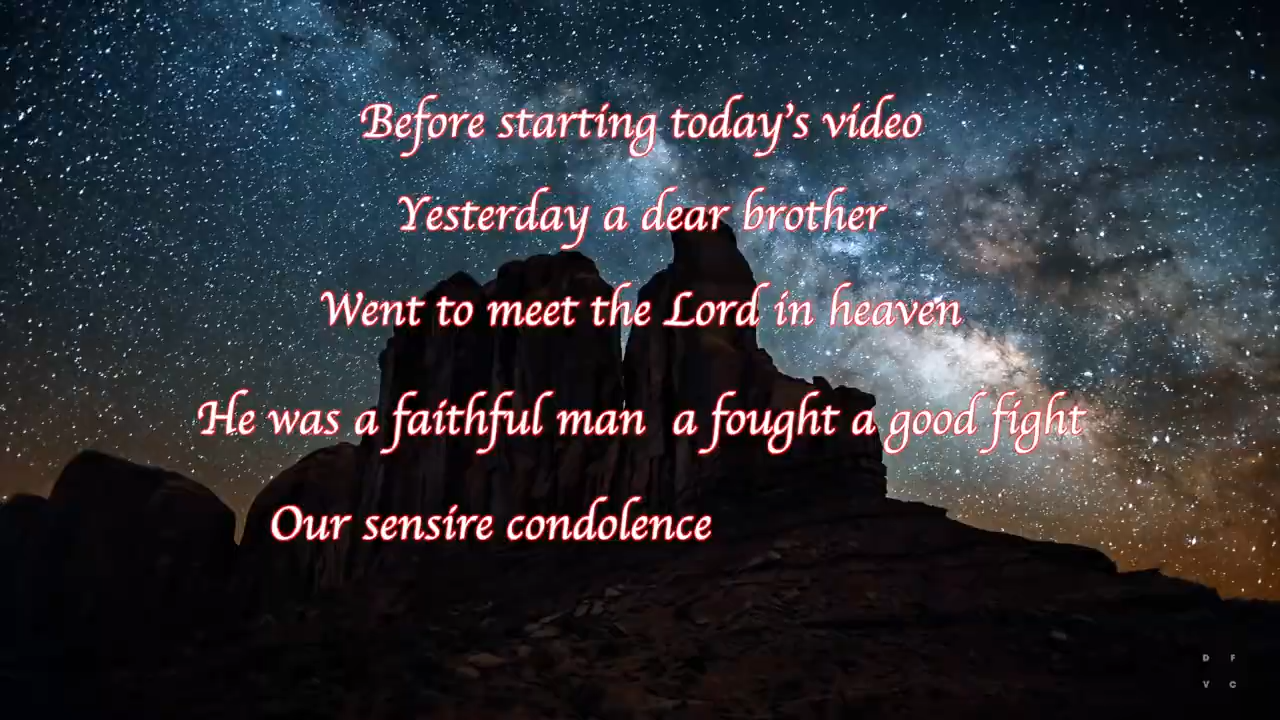 Before starting today's video
Yesterday a dear brother
Went to meet the Lord in heaven
He was a faithful man a fought a good fight
Our sensire condolence
D F
V C